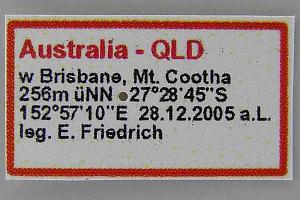 Australia - QLD
w Brisbane, Mt. Cootha
256m üNN 27°28'45"S
152°57'10"E 28.12.2005 a.L.
leg. E. Friedrich